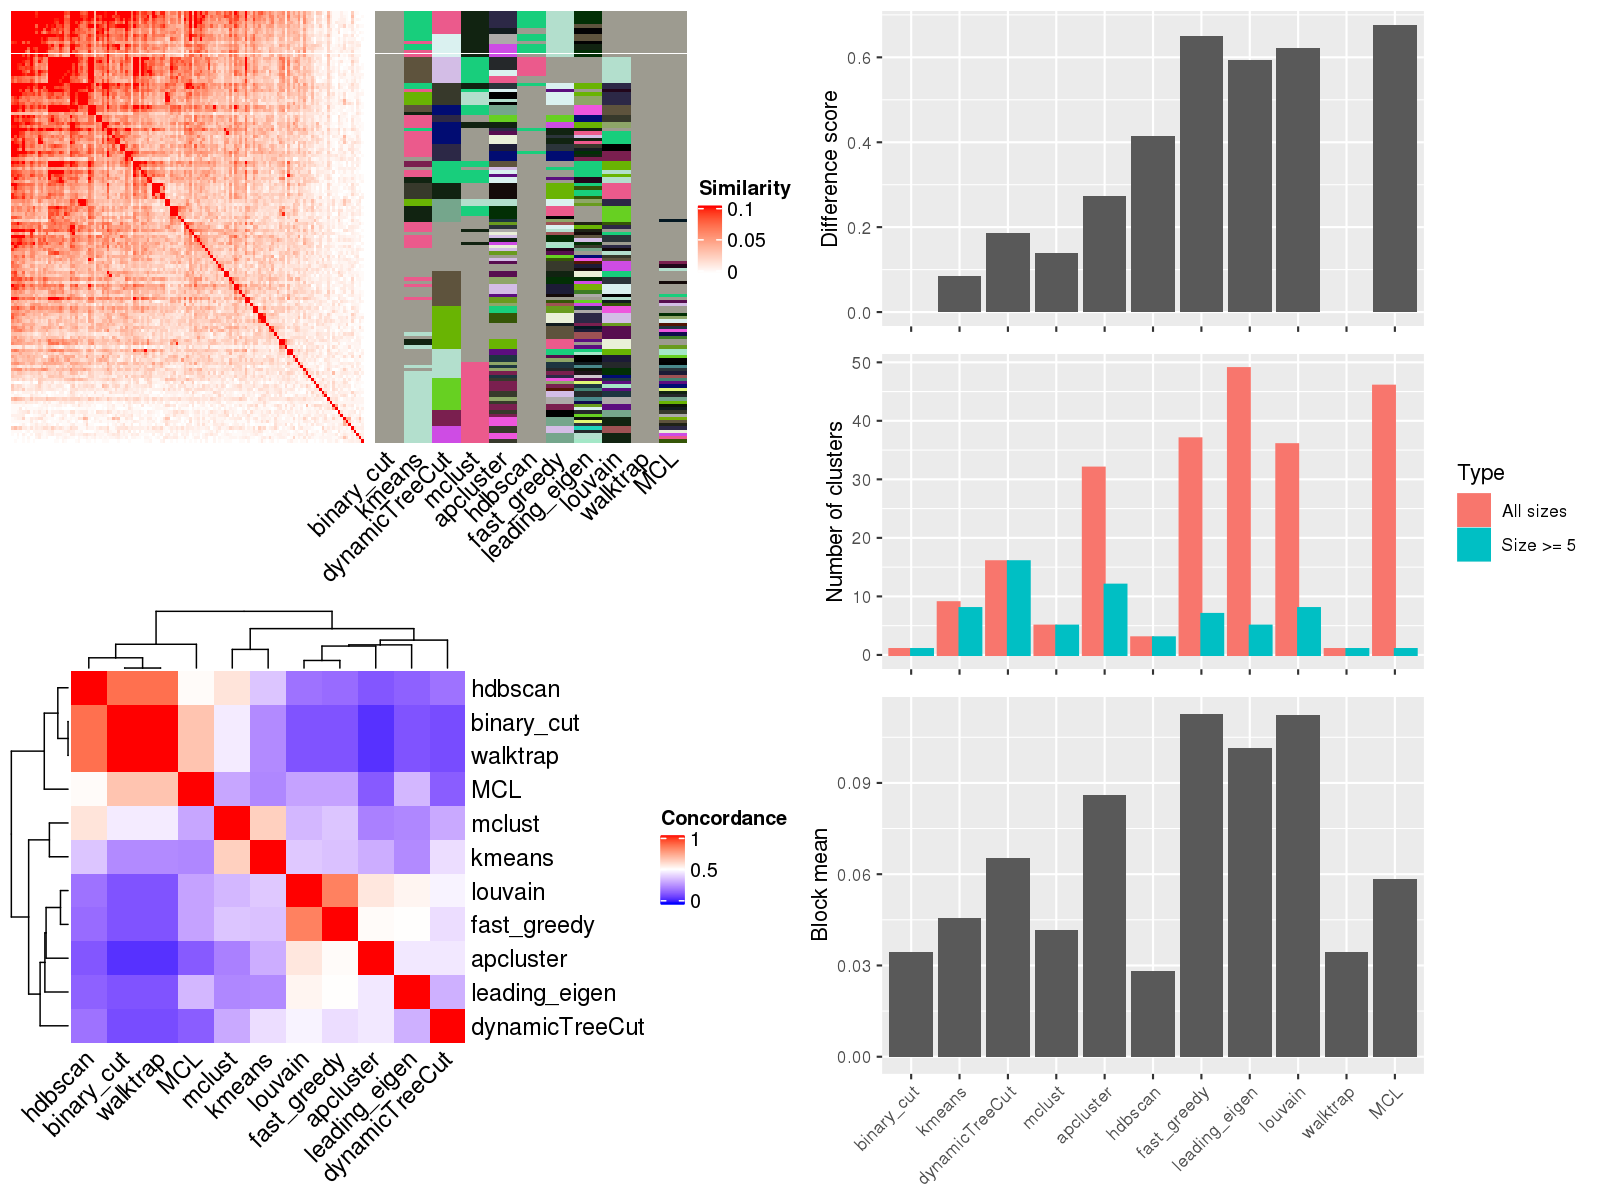 Similarity
0.1
0.05
0
binary_cut
kmeans
dynamicTreeCut
mclust
apcluster
hdbscan
fast_greedy
leading_eigen
louvain
walktrap
MCL
hdbscan
binary_cut
walktrap
MCL
mclust
kmeans
louvain
fast_greedy
apcluster
leading_eigen
dynamicTreeCut
hdbscan
binary_cut
walktrap
MCL
mclust
kmeans
louvain
fast_greedy
apcluster
leading_eigen
dynamicTreeCut
Concordance
1
0.5
0
Difference score
0.6
0.4
0.2
0.0
Number of clusters
50
40
30
20
10
0
Type
All sizes
Size >= 5
Block mean
0.09
0.06
0.03
0.00
binary_cut
kmeans
dynamicTreeCut
mclust
apcluster
hdbscan
fast_greedy
leading_eigen
louvain
walktrap
MCL